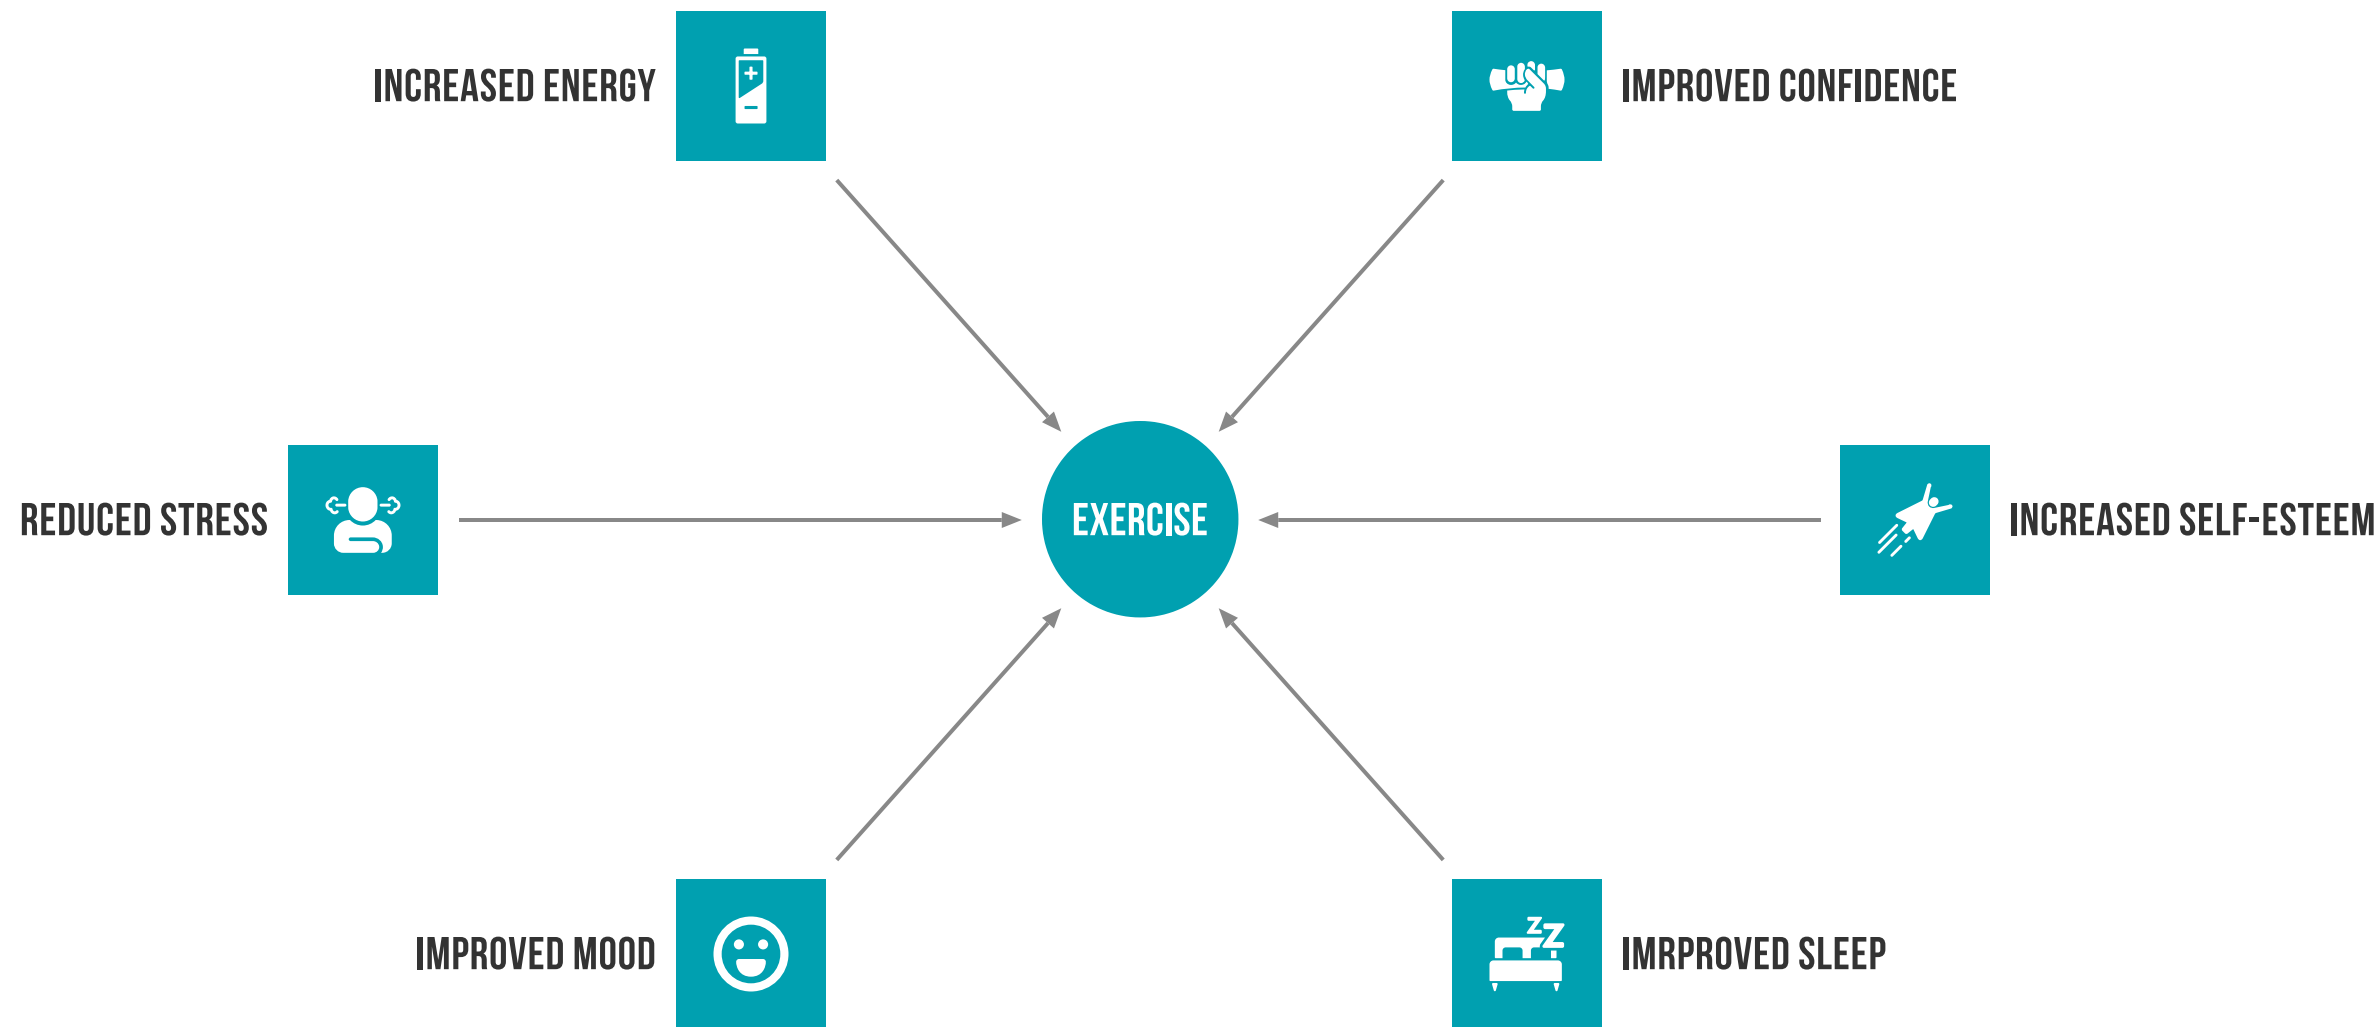 INCREASED ENERGY
IMPROVED CONFIDENCE
REDUCED STRESS
EXERCISE
INCREASED SELF-ESTEEM
IMPROVED MOOD
IMRPROVED SLEEP